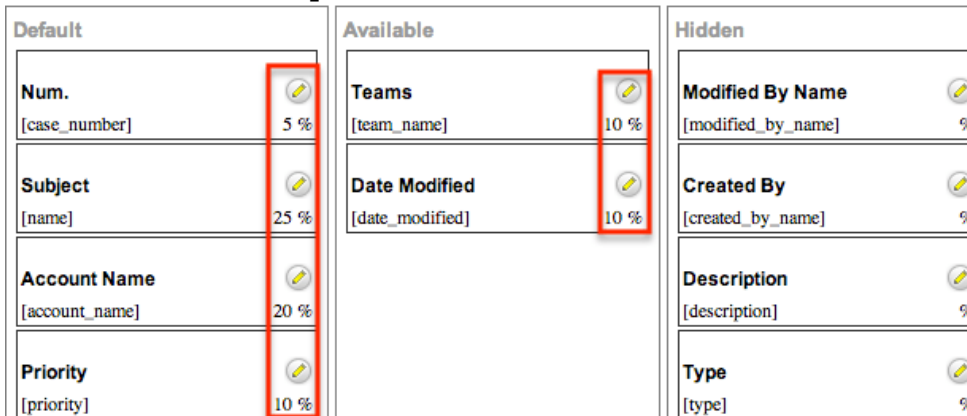 Default
Num.
[case_number] 5 %
Subject
[name] 25 %
Account Name
[account_name] 20 %
Priority
[priority] 10 %
Available
Teams
[team_name] 10 %
Date Modified
[date_modified] 10 %
Hidden
Modified By Name
[modified_by_name] %
Created By
[created_by_name] %
Description
[description] %
Type
[type] %